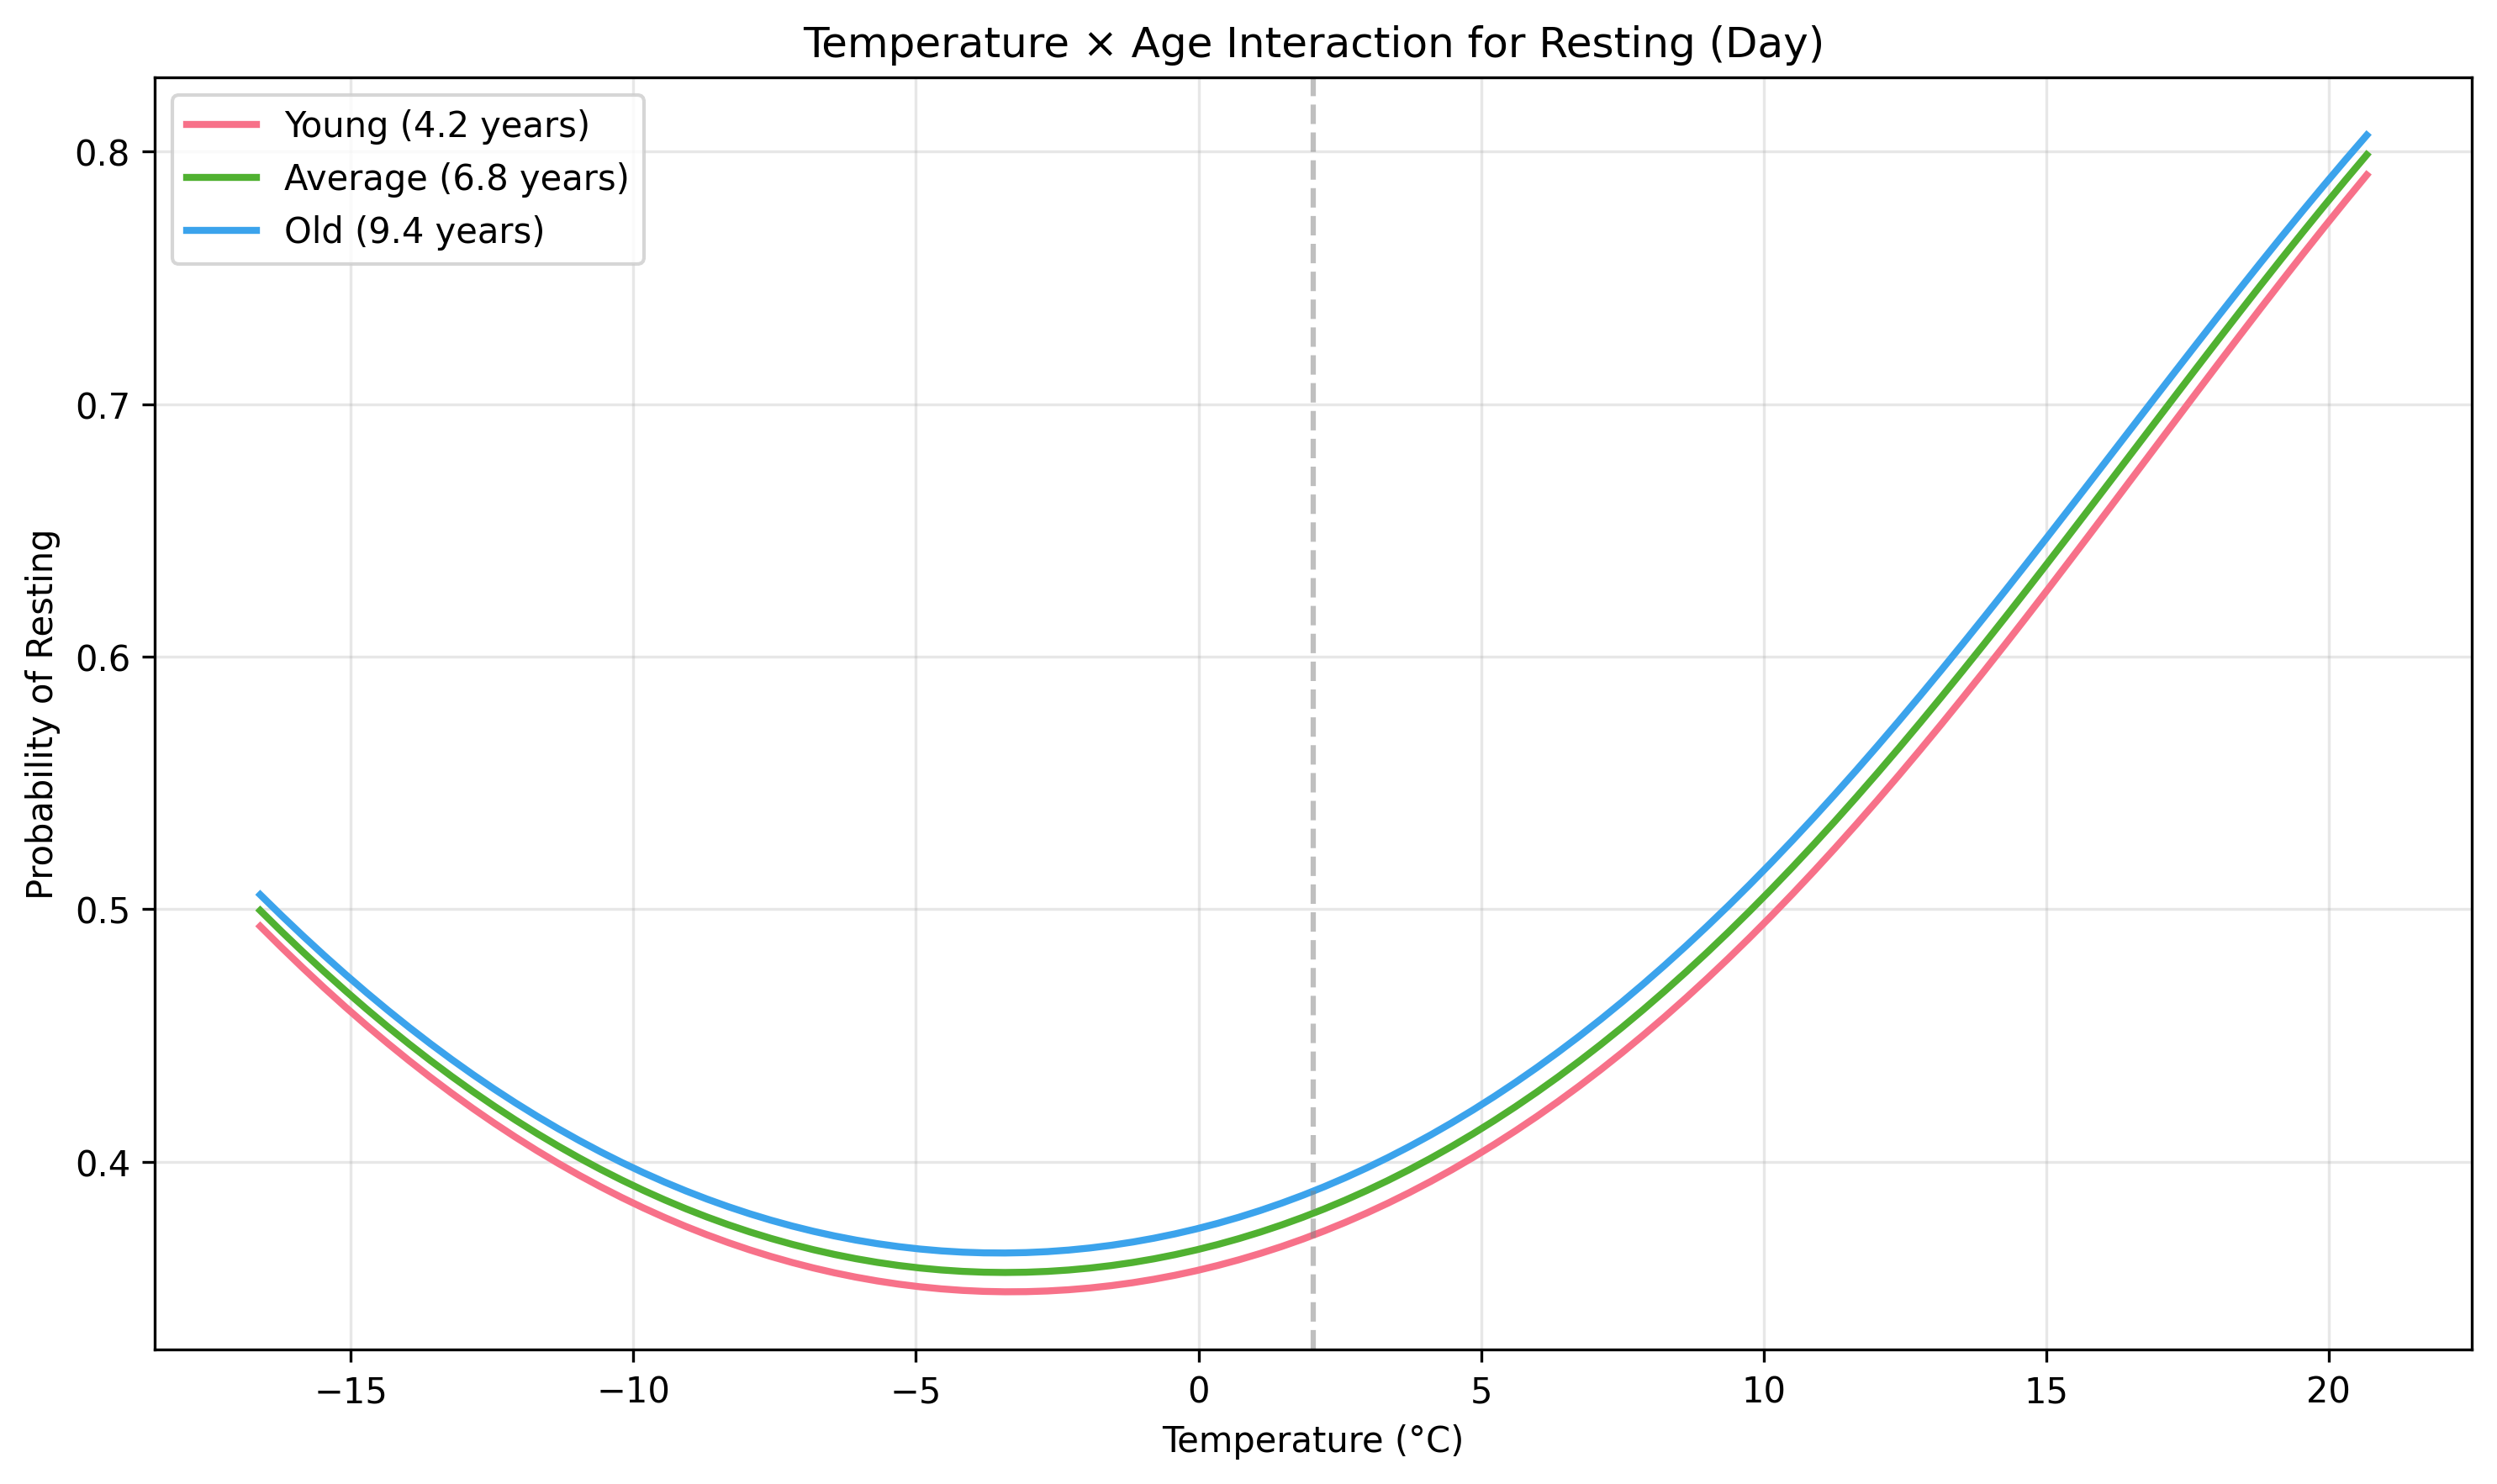 Temperature × Age Interaction for Resting (Day)
Young (4.2 years)
Average (6.8 years)
Old (9.4 years)
0.8
0.7
0.6
0.5
0.4
Probability of Resting
−15
−10
−5
0
5
10
15
20
Temperature (°C)